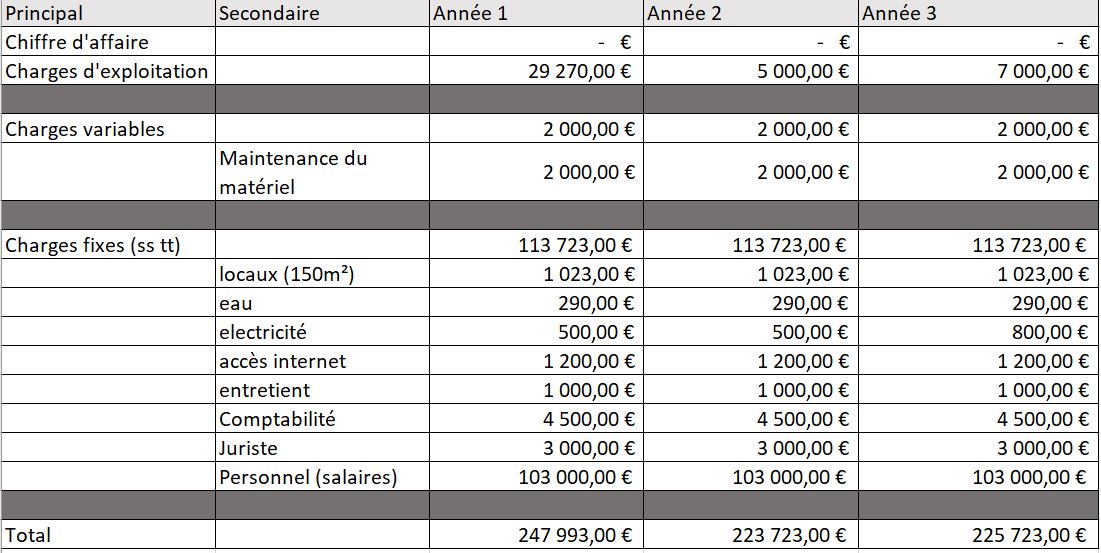 Principal Secondaire Année 1 Année 2 Année 3
Chiffre d'affaire - € - € - €
Charges d'exploitation 29 270,00 € 5 000,00 € 7 000,00 €
Charges variables 2 000,00 € 2 000,00 € 2 000,00 €
Maintenance du
matériel 2 000,00 € 2 000,00 € 2 000,00 €
Charges fixes (ss tt) 113 723,00 € 113 723,00 € 113 723,00 €
locaux (150m²) 1 023,00 € 1 023,00 € 1 023,00 €
eau 290,00 € 290,00 € 290,00 €
electricité 500,00 € 500,00 € 800,00 €
accès internet 1 200,00 € 1 200,00 € 1 200,00 €
entretient 1 000,00 € 1 000,00 € 1 000,00 €
Comptabilité 4 500,00 € 4 500,00 € 4 500,00 €
Juriste 3 000,00 € 3 000,00 € 3 000,00 €
Personnel (salaires) 103 000,00 € 103 000,00 € 103 000,00 €
Total 247 993,00 € 223 723,00 € 225 723,00 €